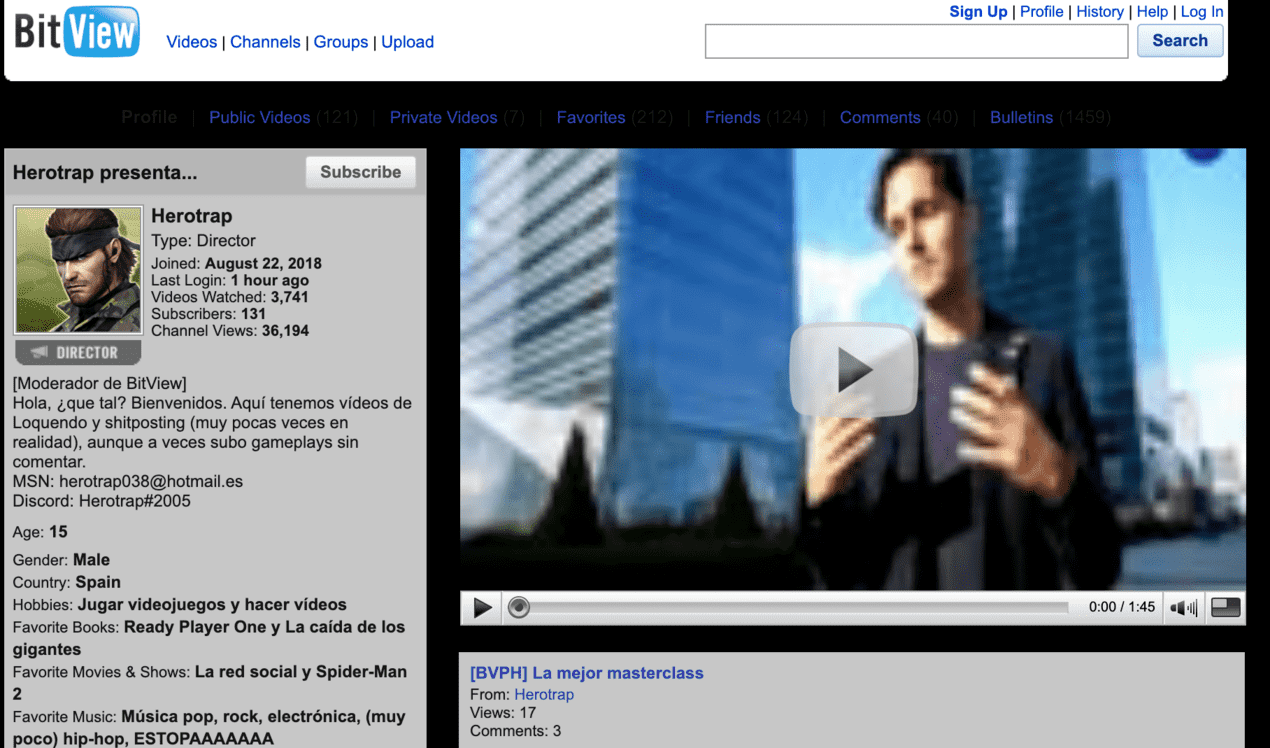 BitView
Sign Up | Profile | History | Help | Log In
Videos | Channels | Groups | Upload
Search
Profile | Public Videos (121) | Private Videos (7) | Favorites (212) | Friends (124) | Comments (40) | Bulletins (1459)
Herotrap presenta...
Subscribe
Herotrap
Type: Director
Joined: August 22, 2018
Last Login: 1 hour ago
Videos Watched: 3,741
Subscribers: 131
Channel Views: 36,194
DIRECTOR
[Moderador de BitView]
Hola, ¿que tal? Bienvenidos. Aquí tenemos vídeos de
Loquendo y shitposting (muy pocas veces en
realidad), aunque a veces subo gameplays sin
comentar.
MSN: herotrap038@hotmail.es
Discord: Herotrap#2005
Age: 15
Gender: Male
Country: Spain
Hobbies: Jugar videojuegos y hacer vídeos
Favorite Books: Ready Player One y La caída de los
gigantes
Favorite Movies & Shows: La red social y Spider-Man
2
Favorite Music: Música pop, rock, electrónica, (muy
poco) hip-hop, ESTOPAAAAAAA
0:00 / 1:45
[BVPH] La mejor masterclass
From: Herotrap
Views: 17
Comments: 3